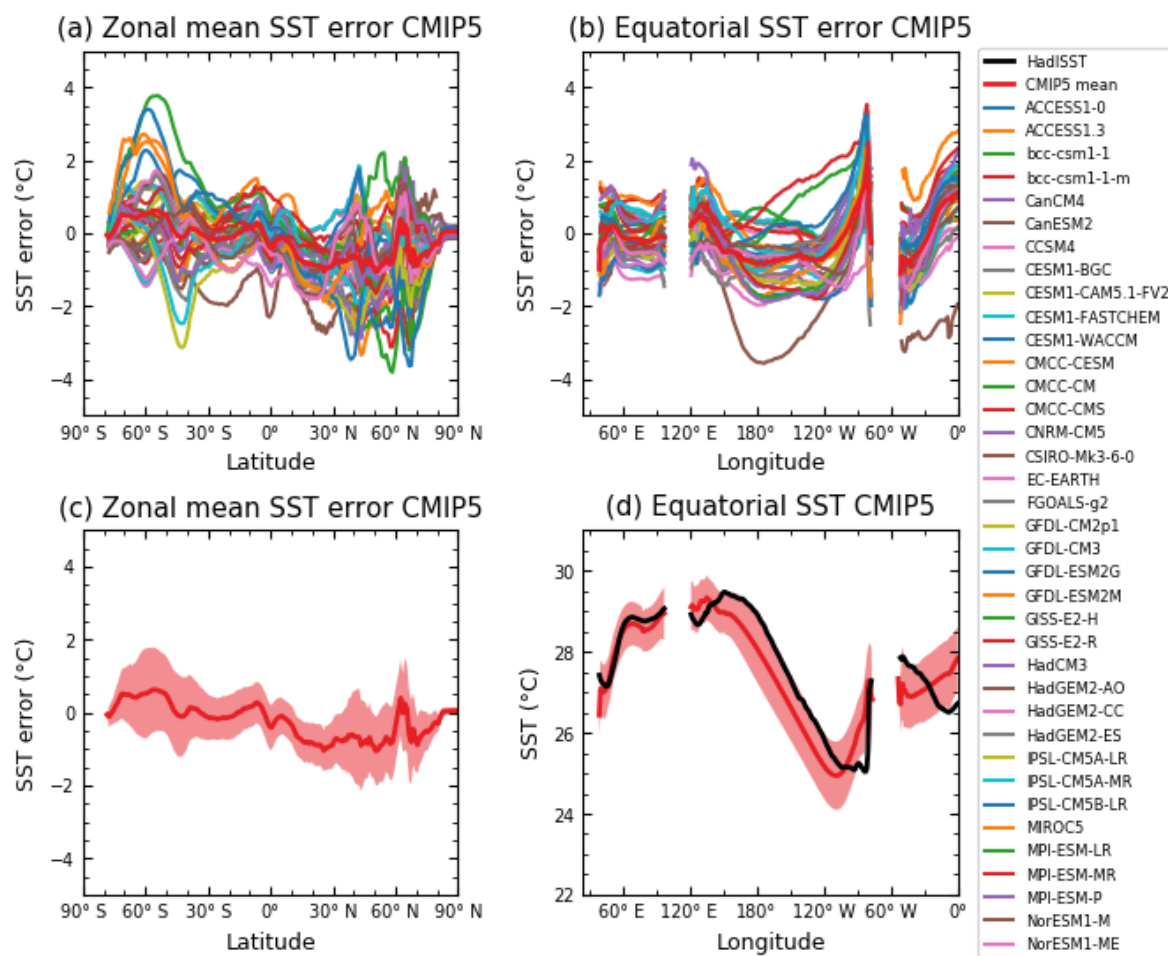 (a) Zonal mean SST error CMIP5
SST error (°C)
4
2
0
−2
−4
90° S 60° S 30° S 0° 30° N 60° N 90° N
Latitude
(b) Equatorial SST error CMIP5
SST error (°C)
4
2
0
−2
−4
60° E 120° E 180° 120° W 60° W 0°
Longitude
(c) Zonal mean SST error CMIP5
SST error (°C)
4
2
0
−2
−4
90° S 60° S 30° S 0° 30° N 60° N 90° N
Latitude
(d) Equatorial SST CMIP5
SST (°C)
30
28
26
24
22
60° E 120° E 180° 120° W 60° W 0°
Longitude
HadISST
CMIP5 mean
ACCESS1-0
ACCESS1.3
bcc-csm1-1
bcc-csm1-1-m
CanCM4
CanESM2
CCSM4
CESM1-BGC
CESM1-CAM5.1-FV2
CESM1-FASTCHEM
CESM1-WACCM
CMCC-CESM
CMCC-CM
CMCC-CMS
CNRM-CM5
CSIRO-Mk3-6-0
EC-EARTH
FGOALS-g2
GFDL-CM2p1
GFDL-CM3
GFDL-ESM2G
GFDL-ESM2M
GISS-E2-H
GISS-E2-R
HadCM3
HadGEM2-AO
HadGEM2-CC
HadGEM2-ES
IPSL-CM5A-LR
IPSL-CM5A-MR
IPSL-CM5B-LR
MIROC5
MPI-ESM-LR
MPI-ESM-MR
MPI-ESM-P
NorESM1-M
NorESM1-ME